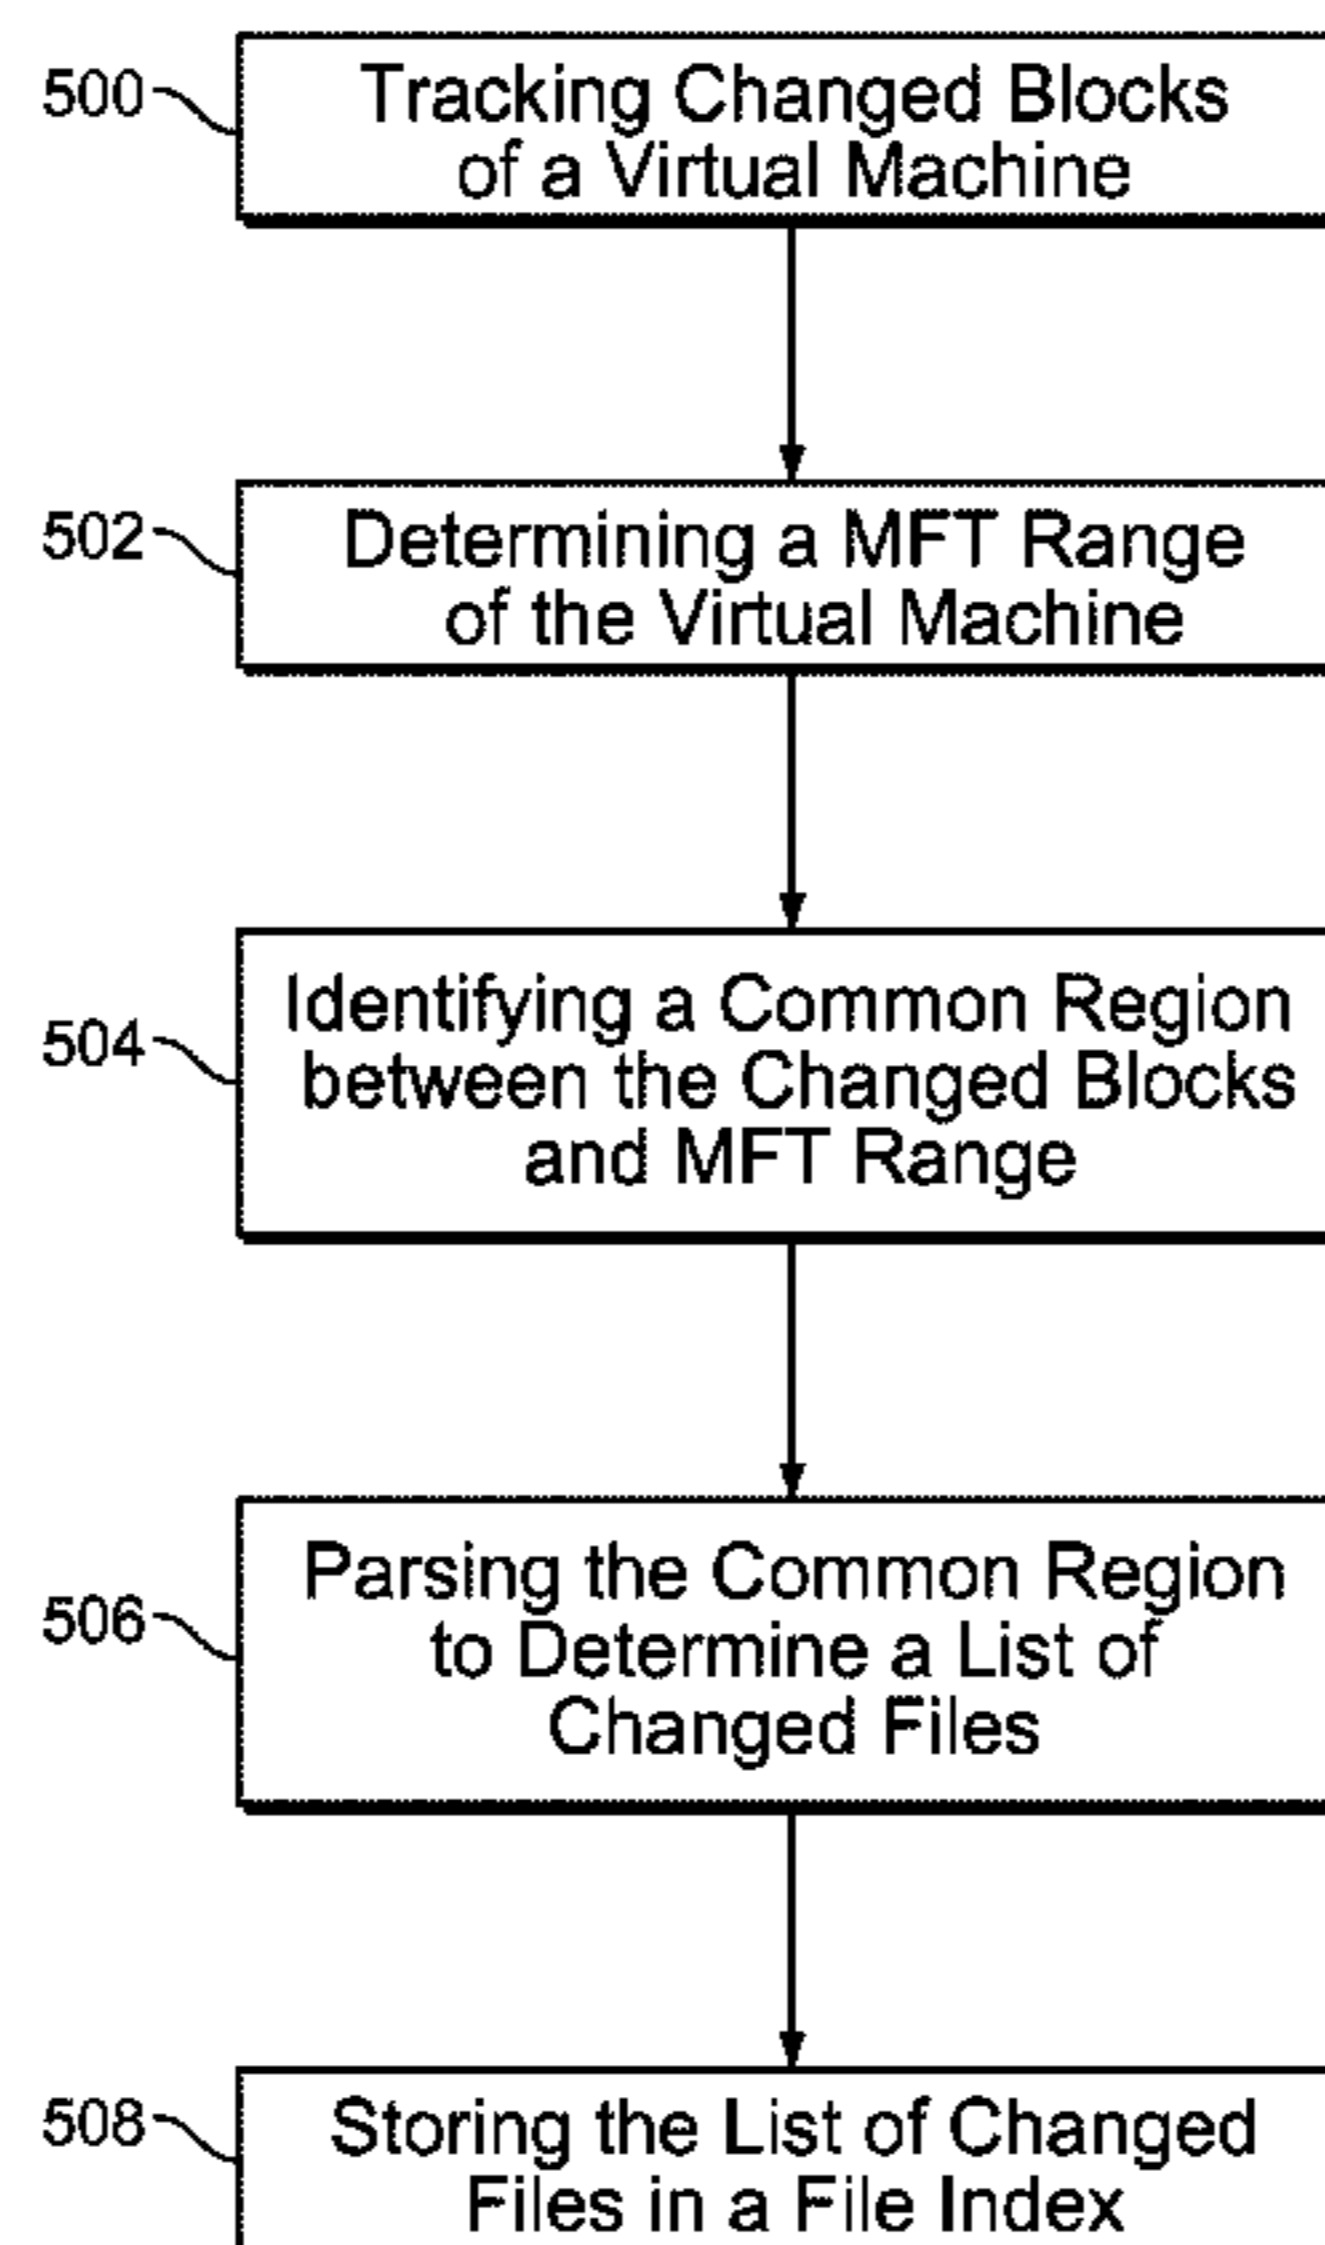 500
Tracking Changed Blocks
of a Virtual Machine
502
Determining a MFT Range
of the Virtual Machine
504
Identifying a Common Region
between the Changed Blocks
and MFT Range
506
Parsing the Common Region
to Determine a List of
Changed Files
508
Storing the List of Changed
Files in a File Index